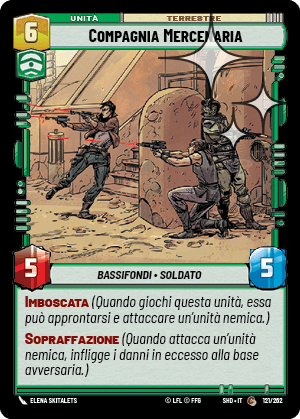 6
UNITÀ
TERRESTRE
COMPAGNIA MERCENARIA
5
BASSIFONDI • SOLDATO
5
IMBOSCATA (Quando giochi questa unità, essa
può approntarsi e attaccare un'unità nemica.)
SOPRAFFAZIONE (Quando attacca un'unità
nemica, infligge i danni in eccesso alla base
avversaria.)
ELENA SKITALETS
© LFL © FFG
SHD • IT
121/262